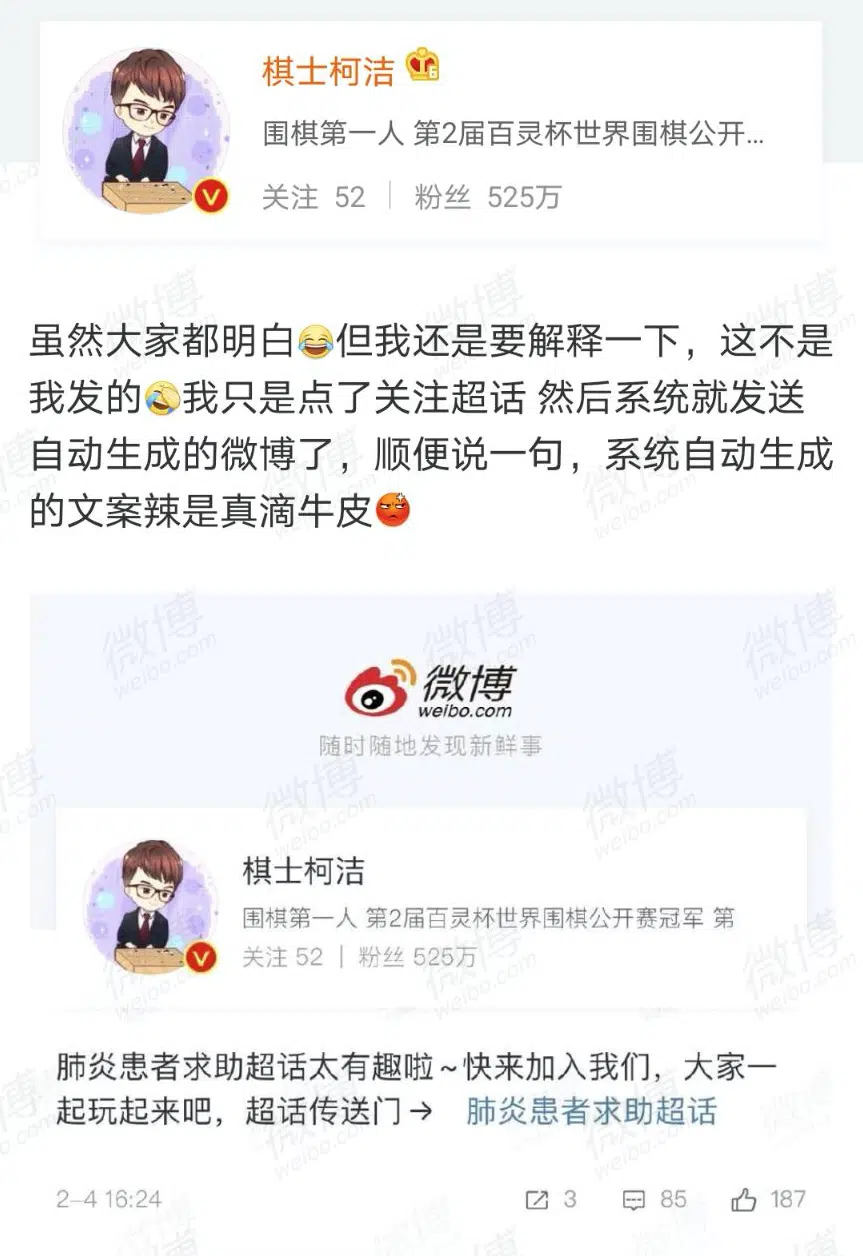 棋士柯洁
围棋第一人 第2届百灵杯世界围棋公开...
关注 52 | 粉丝 525万
虽然大家都明白😂但我还是要解释一下，这不是
我发的🤣我只是点了关注超话 然后系统就发送
自动生成的微博了，顺便说一句，系统自动生成
的文案辣是真滴牛皮😡
微博
weibo.com
随时随地发现新鲜事
棋士柯洁
围棋第一人 第2届百灵杯世界围棋公开赛冠军 第
关注 52 | 粉丝 525万
肺炎患者求助超话太有趣啦~快来加入我们，大家一
起玩起来吧，超话传送门→ 肺炎患者求助超话
2-4 16:24 3 85 187